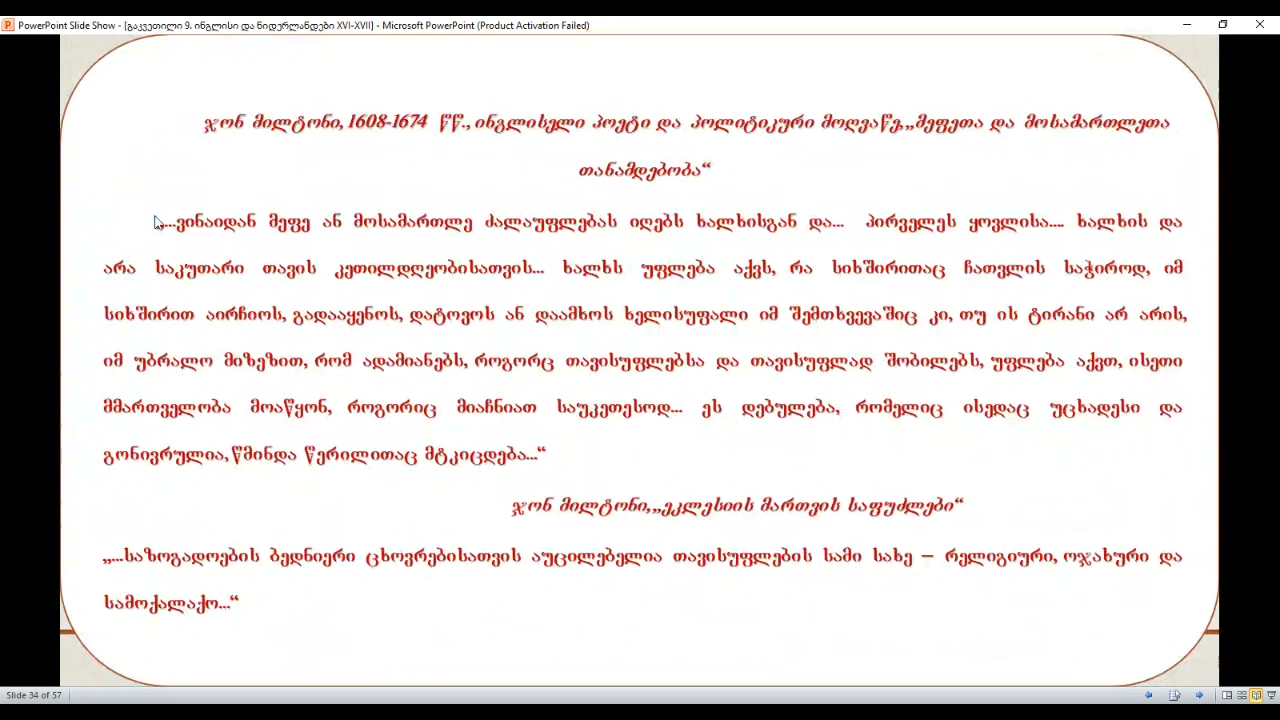 PowerPoint Slide Show - [გაკვეთილი 9. ინგლისი და ნიდერლანდები XVI-XVII] - Microsoft PowerPoint (Product Activation Failed)
ჯონ მილტონი, 1608-1674 წწ., ინგლისელი პოეტი და პოლიტიკური მოღვაწე, „მეფეთა და მოსამართლეთა
თანამდებობა“
„...ვინაიდან მეფე ან მოსამართლე ძალაუფლებას იღებს ხალხისგან და... პირველეს ყოვლისა.... ხალხის და
არა საკუთარი თავის კეთილდღეობისათვის... ხალხს უფლება აქვს, რა სიხშირითაც ჩათვლის საჭიროდ, იმ
სიხშირით აირჩიოს, გადააყენოს, დატოვოს ან დაამხოს ხელისუფალი იმ შემთხვევაშიც კი, თუ ის ტირანი არ არის,
იმ უბრალო მიზეზით, რომ ადამიანებს, როგორც თავისუფლებსა და თავისუფლად შობილებს, უფლება აქვთ, ისეთი
მმართველობა მოაწყონ, როგორიც მიაჩნიათ საუკეთესოდ... ეს დებულება, რომელიც ისედაც უცხადესი და
გონივრულია, წმინდა წერილითაც მტკიცდება...“
ჯონ მილტონი, „ეკლესიის მართვის საფუძლები“
„...საზოგადოების ბედნიერი ცხოვრებისათვის აუცილებელია თავისუფლების სამი სახე – რელიგიური, ოჯახური და
სამოქალაქო...“
Slide 34 of 57